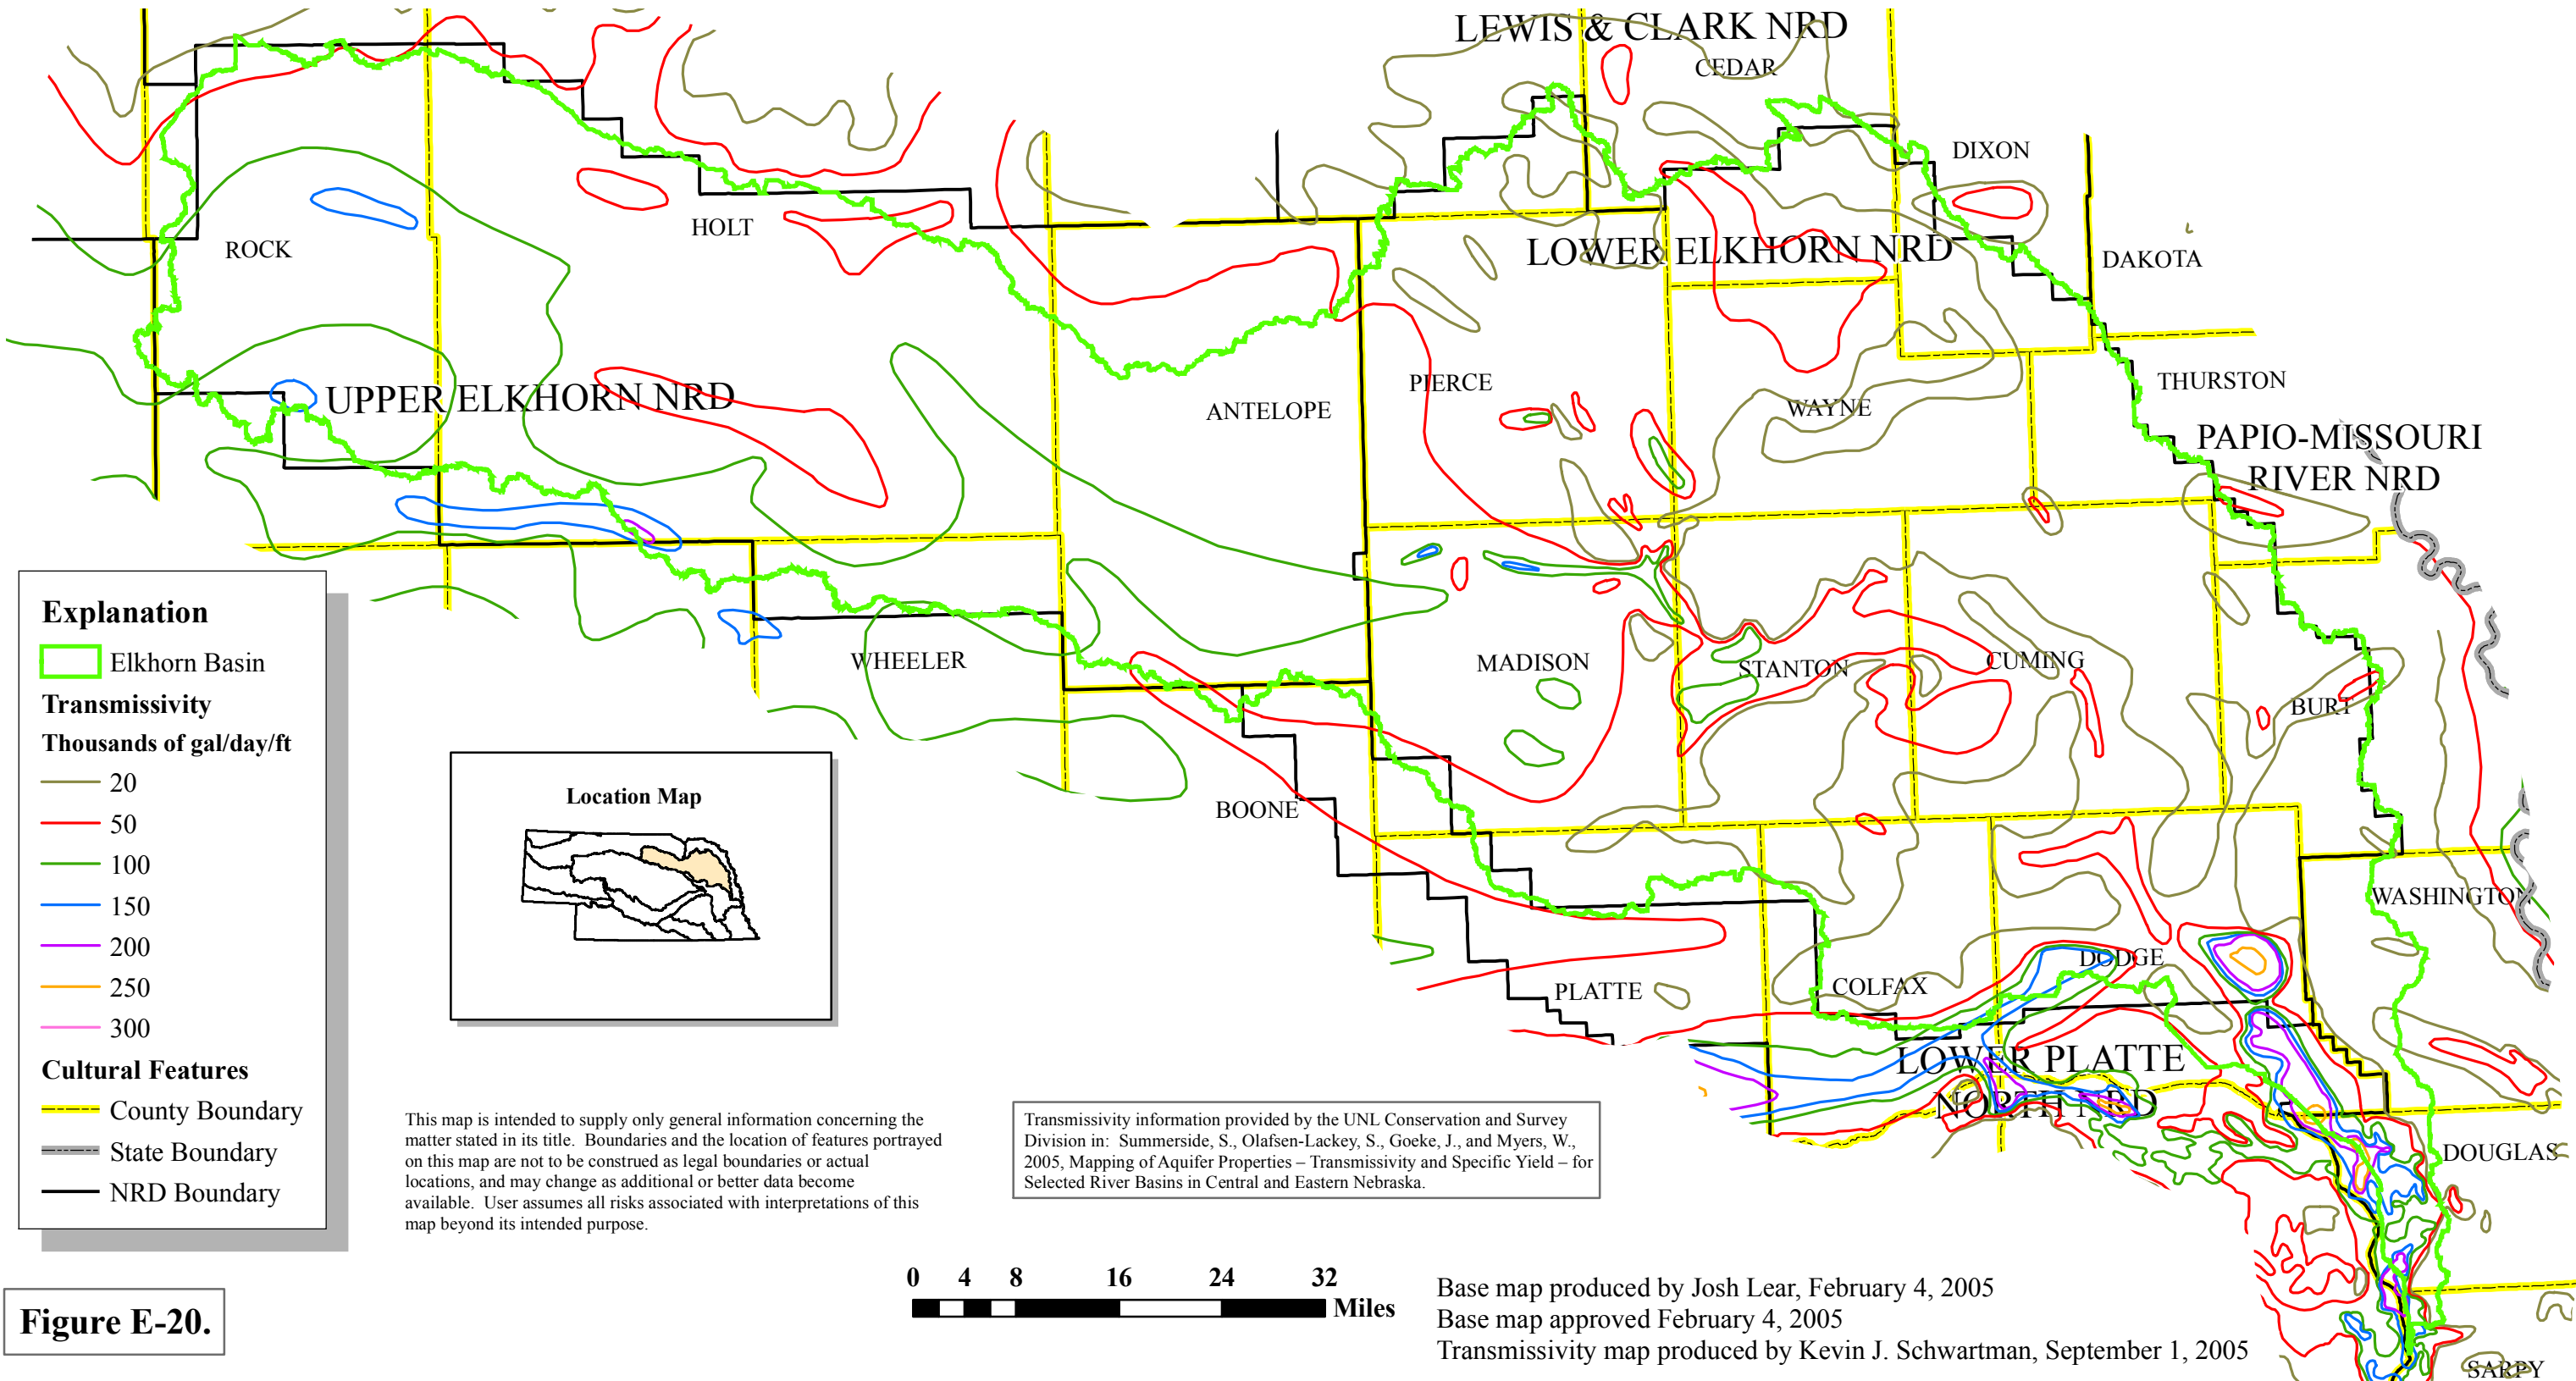 LEWIS & CLARK NRD
CEDAR
DIXON
ROCK
HOLT
LOWER ELKHORN NRD
DAKOTA
UPPER ELKHORN NRD
ANTELOPE
PIERCE
WAYNE
THURSTON
PAPIO-MISSOURI
RIVER NRD
WHEELER
MADISON
STANTON
CUMING
BURT
BOONE
WASHINGTON
PLATTE
COLFAX
DODGE
LOWER PLATTE
NORTH NRD
DOUGLAS
SARPY
Explanation
Elkhorn Basin
Transmissivity
Thousands of gal/day/ft
20
50
100
150
200
250
300
Cultural Features
County Boundary
State Boundary
NRD Boundary
Location Map
This map is intended to supply only general information concerning the
matter stated in its title. Boundaries and the location of features portrayed
on this map are not to be construed as legal boundaries or actual
locations, and may change as additional or better data become
available. User assumes all risks associated with interpretations of this
map beyond its intended purpose.
Transmissivity information provided by the UNL Conservation and Survey
Division in: Summerside, S., Olafsen-Lackey, S., Goeke, J., and Myers, W.,
2005, Mapping of Aquifer Properties – Transmissivity and Specific Yield – for
Selected River Basins in Central and Eastern Nebraska.
0 4 8 16 24 32
Miles
Base map produced by Josh Lear, February 4, 2005
Base map approved February 4, 2005
Transmissivity map produced by Kevin J. Schwartman, September 1, 2005
Figure E-20.